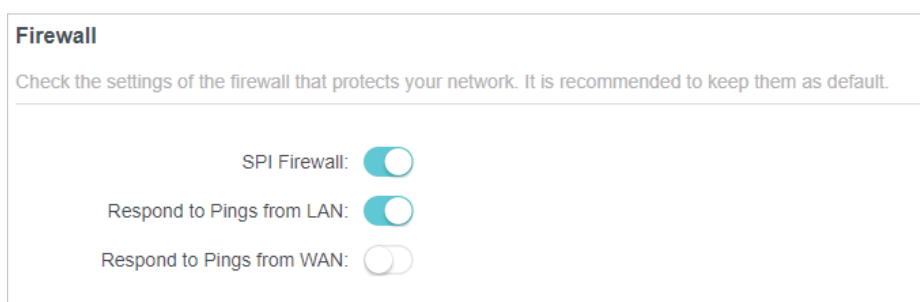 Firewall
Check the settings of the firewall that protects your network. It is recommended to keep them as default.
SPI Firewall:
Respond to Pings from LAN:
Respond to Pings from WAN: